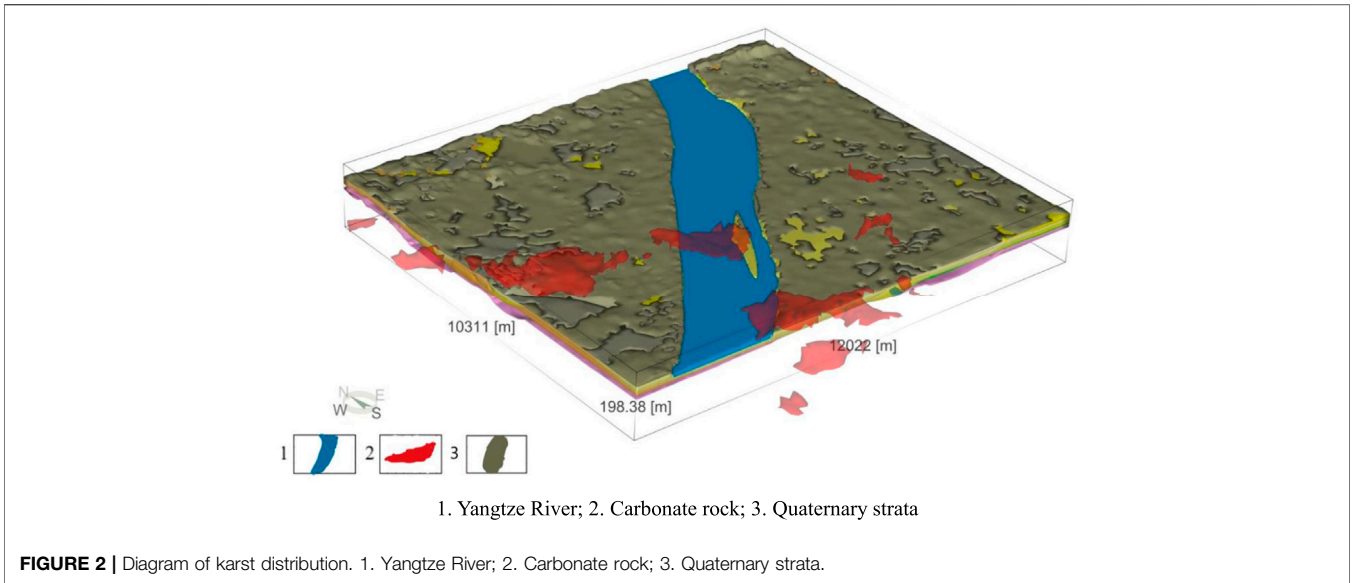 10311 [m]
12022 [m]
198.38 [m]
N
E
W
S
1
2
3
1. Yangtze River; 2. Carbonate rock; 3. Quaternary strata
FIGURE 2 | Diagram of karst distribution. 1. Yangtze River; 2. Carbonate rock; 3. Quaternary strata.